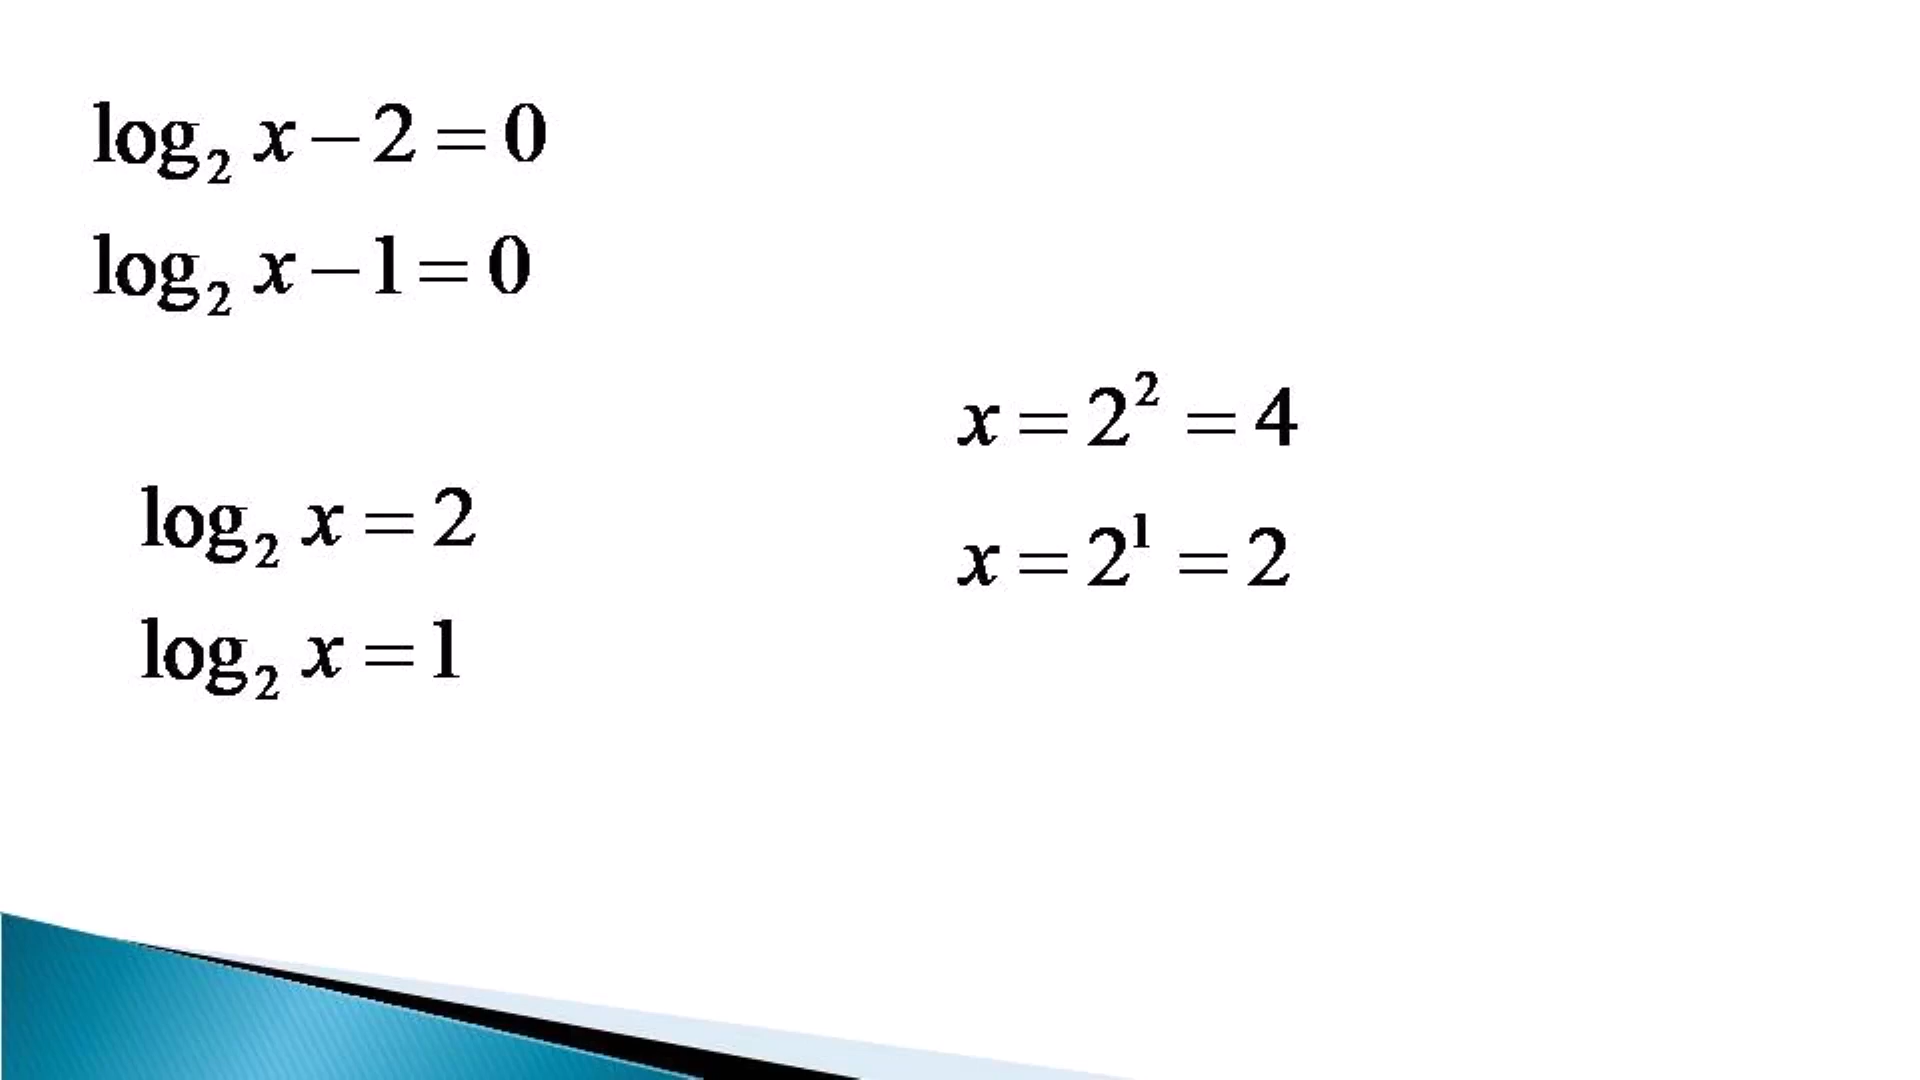 log₂ x − 2 = 0
log₂ x − 1 = 0
log₂ x = 2
log₂ x = 1
x = 2² = 4
x = 2¹ = 2